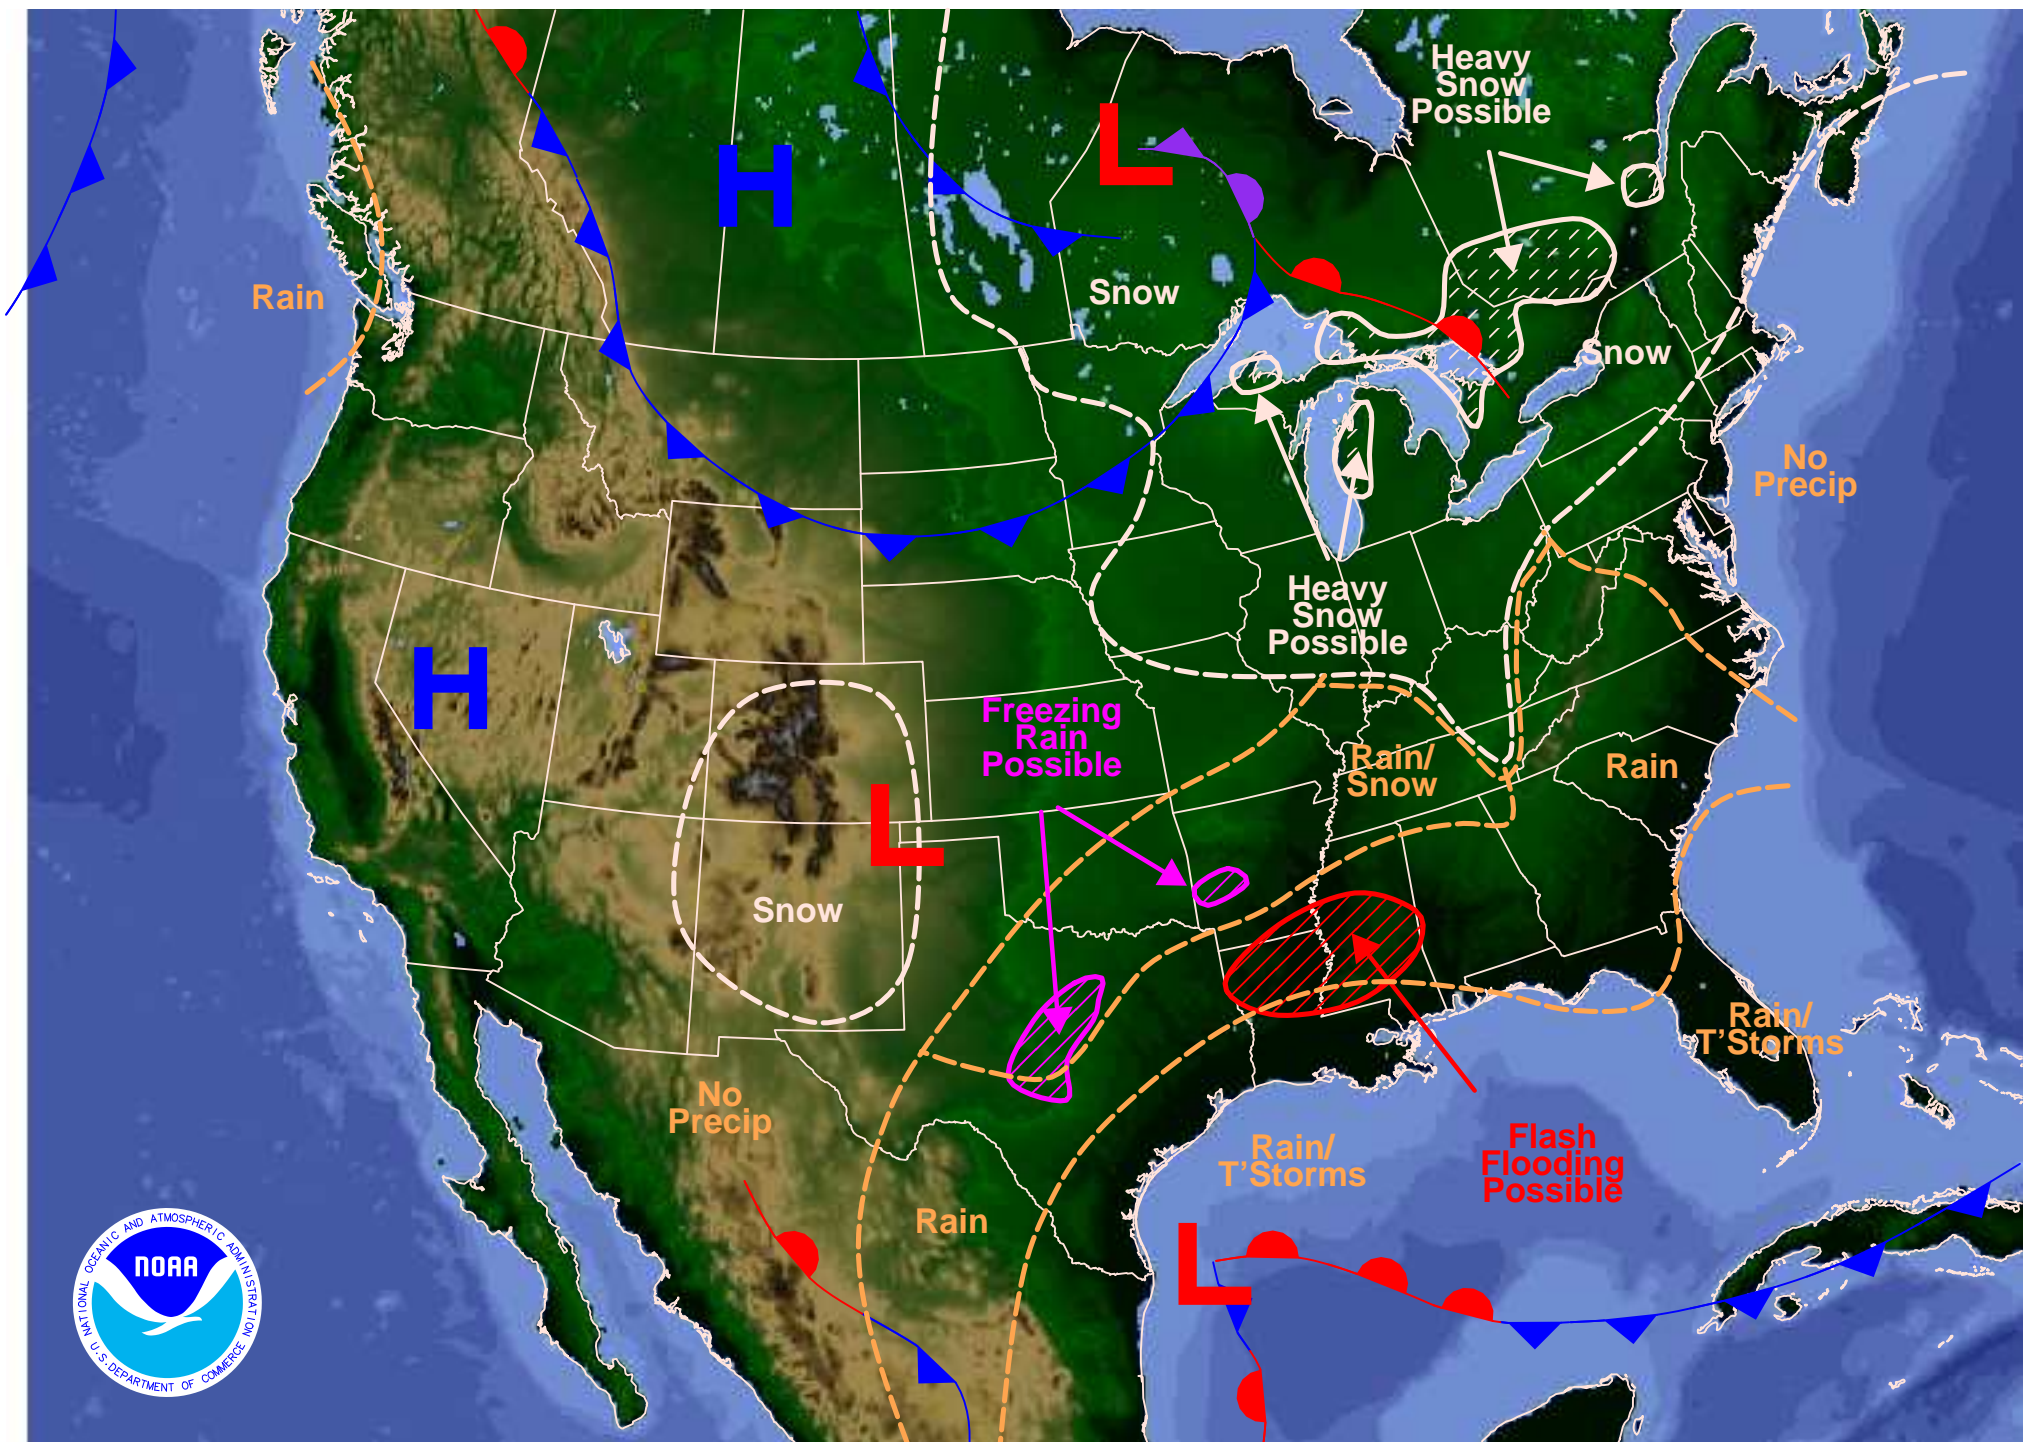 Heavy
Snow
Possible
H
L
Rain
Snow
Snow
No
Precip
Heavy
Snow
Possible
H
Freezing
Rain
Possible
Rain/
Snow
Rain
L
Snow
Rain/
T'Storms
No
Precip
Rain/
T'Storms
Flash
Flooding
Possible
Rain
L
NATIONAL OCEANIC AND ATMOSPHERIC ADMINISTRATION
NOAA
U.S. DEPARTMENT OF COMMERCE